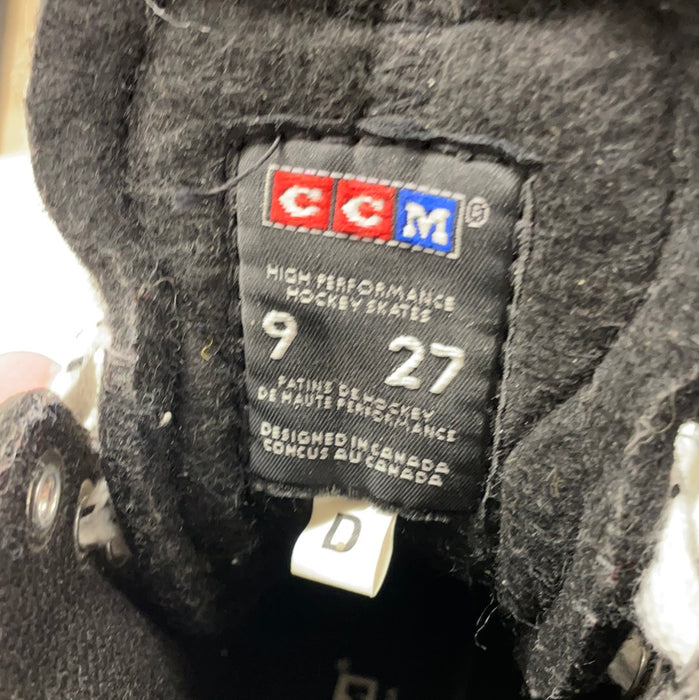 CCM®
HIGH PERFORMANCE
HOCKEY SKATES
9 27
PATINS DE HOCKEY
DE HAUTE PERFORMANCE
DESIGNED IN CANADA
CONCUS AU CANADA
D